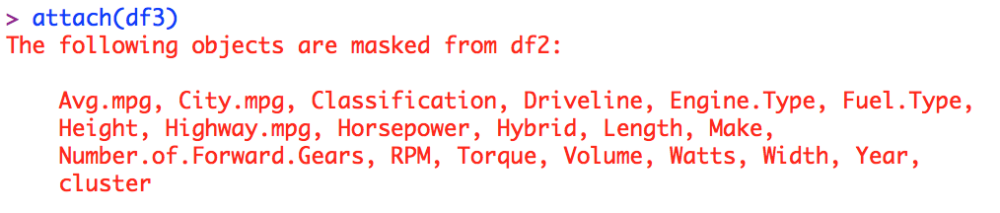 > attach(df3)
The following objects are masked from df2:
Avg.mpg, City.mpg, Classification, Driveline, Engine.Type, Fuel.Type,
Height, Highway.mpg, Horsepower, Hybrid, Length, Make,
Number.of.Forward.Gears, RPM, Torque, Volume, Watts, Width, Year,
cluster